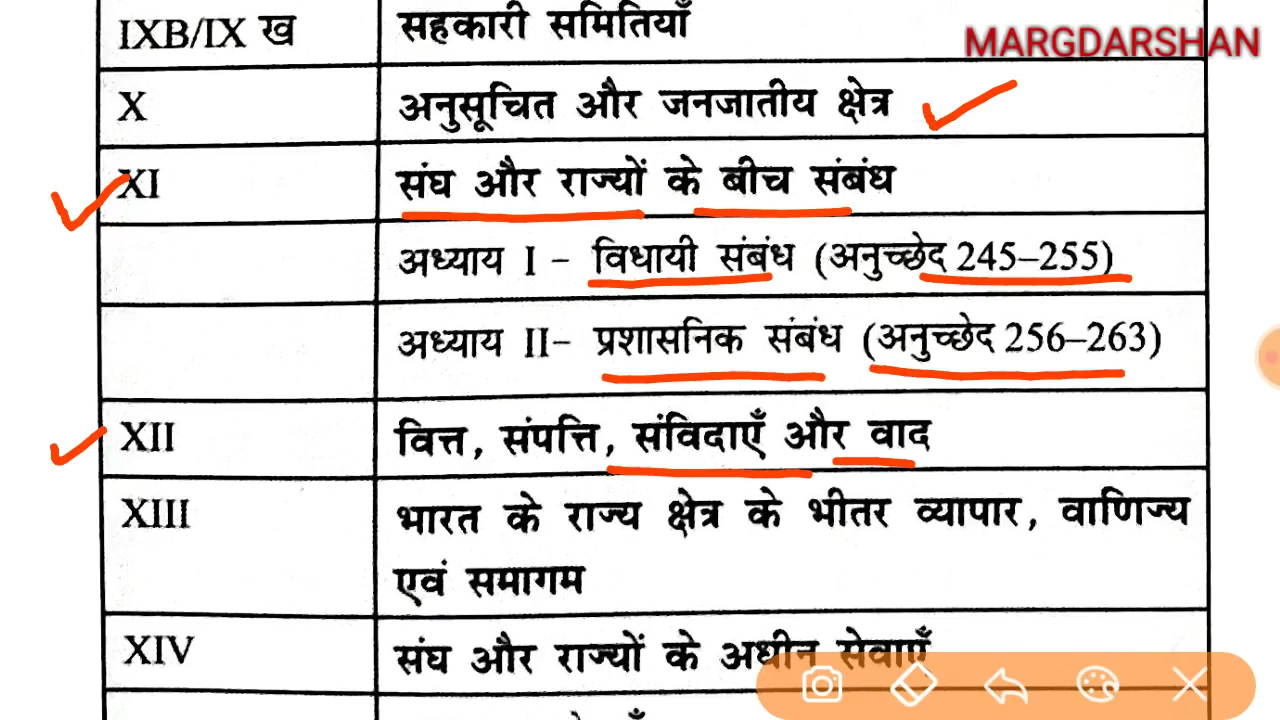 IXB/IX ख सहकारी समितियाँ
MARGDARSHAN
X अनुसूचित और जनजातीय क्षेत्र
XI संघ और राज्यों के बीच संबंध
अध्याय I – विधायी संबंध (अनुच्छेद 245–255)
अध्याय II– प्रशासनिक संबंध (अनुच्छेद 256–263)
XII वित्त, संपत्ति, संविदाएँ और वाद
XIII भारत के राज्य क्षेत्र के भीतर व्यापार, वाणिज्य
एवं समागम
XIV संघ और राज्यों के अधीन सेवाएँ